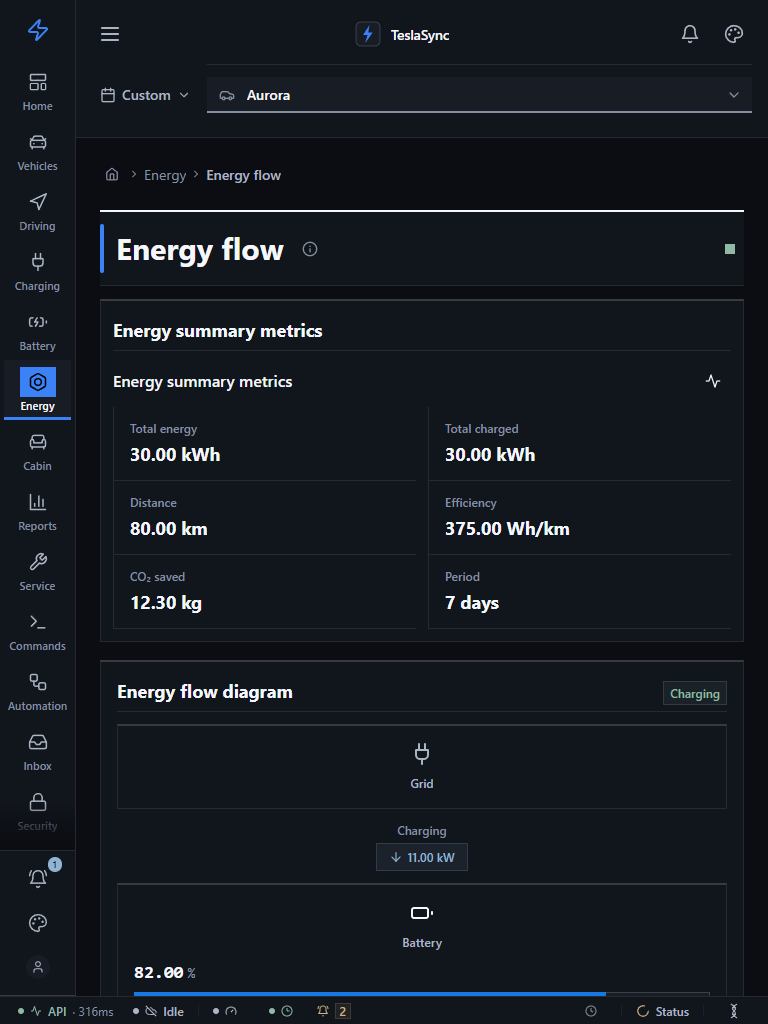 TeslaSync
Custom
Aurora
Home
Vehicles
Driving
Charging
Battery
Energy
Cabin
Reports
Service
Commands
Automation
Inbox
Security
1
Energy
Energy flow
Energy flow
Energy summary metrics
Energy summary metrics
Total energy
30.00 kWh
Total charged
30.00 kWh
Distance
80.00 km
Efficiency
375.00 Wh/km
CO₂ saved
12.30 kg
Period
7 days
Energy flow diagram
Charging
Grid
Charging
11.00 kW
Battery
82.00 %
API · 316ms
Idle
2
Status